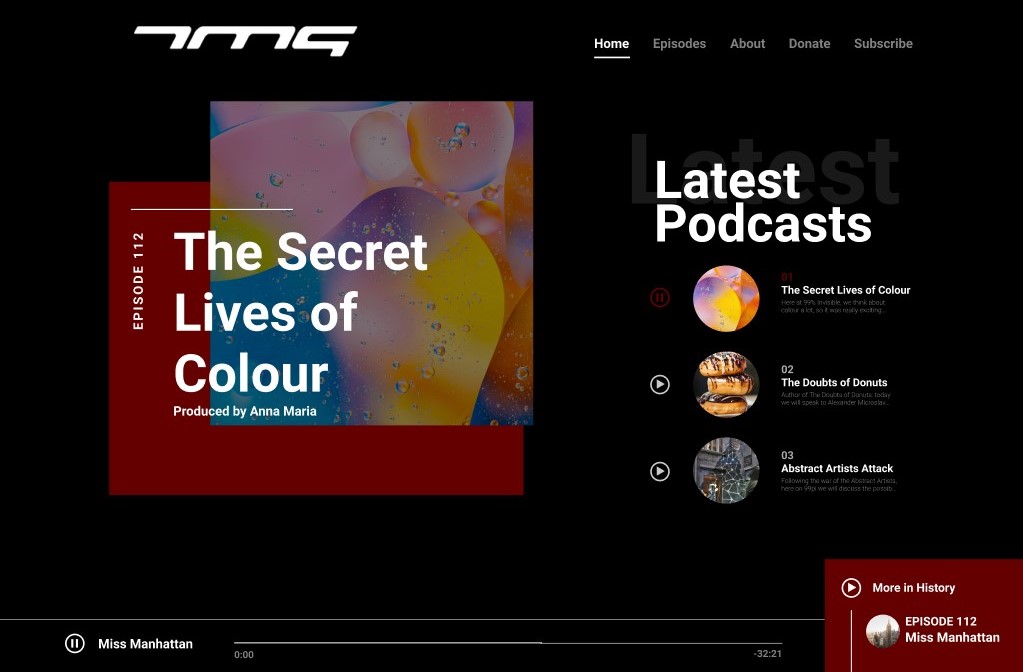 Home Episodes About Donate Subscribe
EPISODE 112
The Secret
Lives of
Colour
Produced by Anna Maria
Latest
Latest
Podcasts
01
The Secret Lives of Colour
Here at 99% Invisible, we think about
colour a lot, so it was really exciting...
02
The Doubts of Donuts
Author of The Doubts of Donuts, today
we will speak to Alexander Microslav...
03
Abstract Artists Attack
Following the war of the Abstract Artists,
here on 99pi we will discuss the possib...
Miss Manhattan
0:00
-32:21
More in History
EPISODE 112
Miss Manhattan